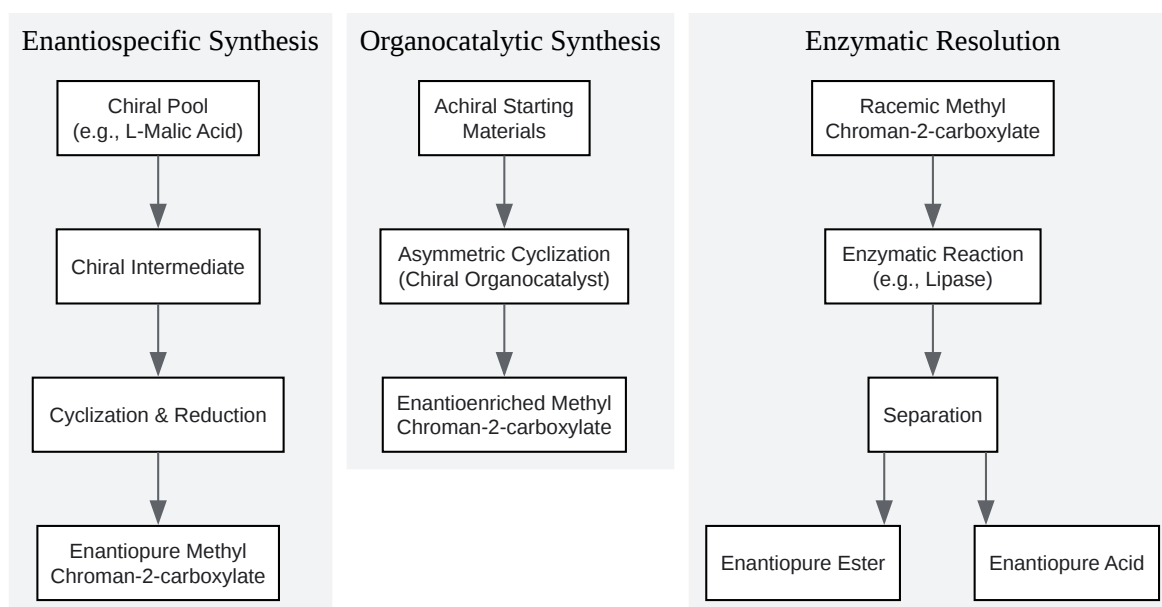 Enantiospecific Synthesis
Chiral Pool
(e.g., L-Malic Acid)
Chiral Intermediate
Cyclization & Reduction
Enantiopure Methyl
Chroman-2-carboxylate
Organocatalytic Synthesis
Achiral Starting
Materials
Asymmetric Cyclization
(Chiral Organocatalyst)
Enantioenriched Methyl
Chroman-2-carboxylate
Enzymatic Resolution
Racemic Methyl
Chroman-2-carboxylate
Enzymatic Reaction
(e.g., Lipase)
Separation
Enantiopure Ester
Enantiopure Acid